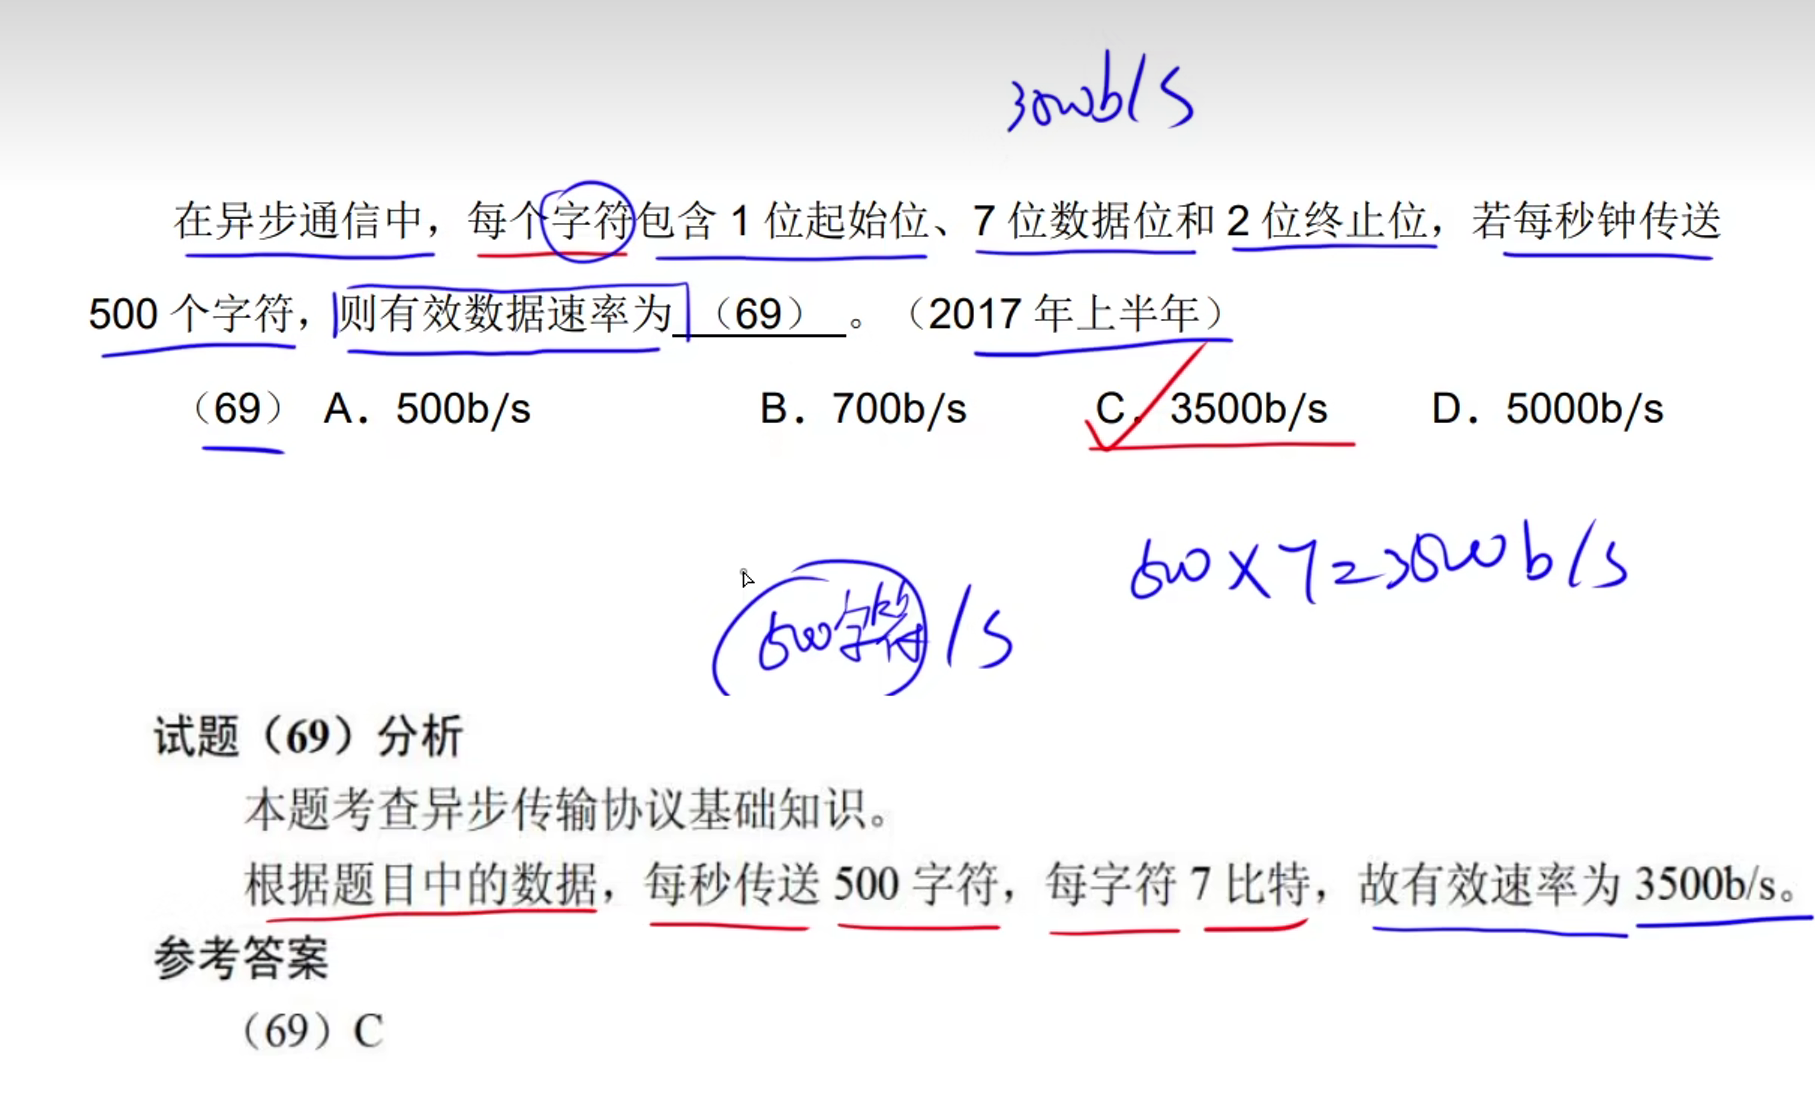 3500b/s
在异步通信中，每个字符包含 1 位起始位、7 位数据位和 2 位终止位，若每秒钟传送
500 个字符，则有效数据速率为（69）。（2017 年上半年）
（69） A．500b/s B．700b/s C．3500b/s D．5000b/s
500×7=3500b/s
500字符/s
试题（69）分析
本题考查异步传输协议基础知识。
根据题目中的数据，每秒传送 500 字符，每字符 7 比特，故有效速率为 3500b/s。
参考答案
（69）C